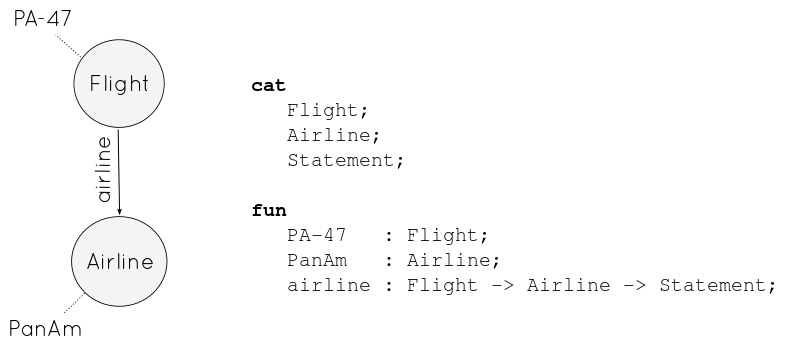 PA-47
Flight
airline
Airline
PanAm
cat
Flight;
Airline;
Statement;
fun
PA-47 : Flight;
PanAm : Airline;
airline : Flight -> Airline -> Statement;